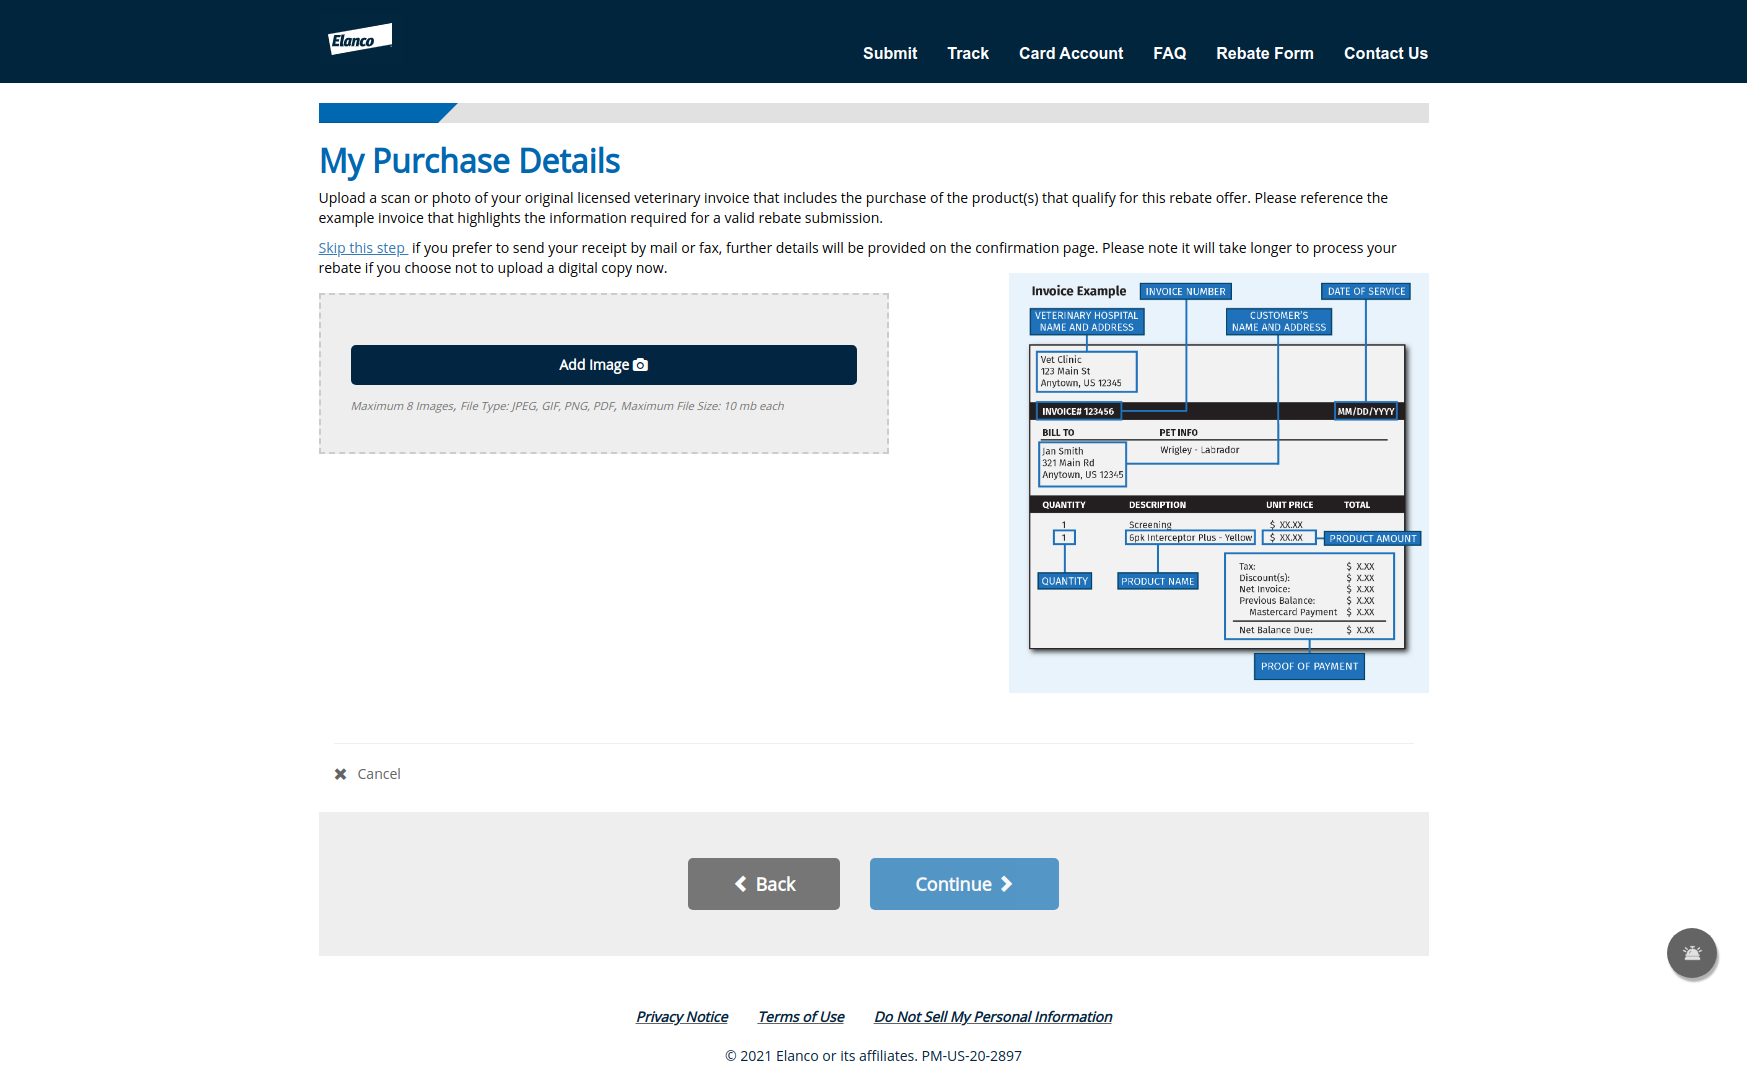 Elanco
Submit Track Card Account FAQ Rebate Form Contact Us
My Purchase Details
Upload a scan or photo of your original licensed veterinary invoice that includes the purchase of the product(s) that qualify for this rebate offer. Please reference the
example invoice that highlights the information required for a valid rebate submission.
Skip this step if you prefer to send your receipt by mail or fax, further details will be provided on the confirmation page. Please note it will take longer to process your
rebate if you choose not to upload a digital copy now.
Add Image
Maximum 8 Images, File Type: JPEG, GIF, PNG, PDF, Maximum File Size: 10 mb each
Invoice Example
INVOICE NUMBER
DATE OF SERVICE
VETERINARY HOSPITAL
NAME AND ADDRESS
CUSTOMER'S
NAME AND ADDRESS
Vet Clinic
123 Main St
Anytown, US 12345
INVOICE# 123456
MM/DD/YYYY
BILL TO
PET INFO
Jan Smith
321 Main Rd
Anytown, US 12345
Wrigley - Labrador
QUANTITY DESCRIPTION UNIT PRICE TOTAL
1 Screening $ XX.XX
1 6pk Interceptor Plus - Yellow $ XX.XX
PRODUCT AMOUNT
QUANTITY
PRODUCT NAME
Tax: $ X.XX
Discount(s): $ X.XX
Net Invoice: $ X.XX
Previous Balance: $ X.XX
Mastercard Payment $ X.XX
Net Balance Due: $ X.XX
PROOF OF PAYMENT
Cancel
Back
Continue
Privacy Notice Terms of Use Do Not Sell My Personal Information
© 2021 Elanco or its affiliates. PM-US-20-2897